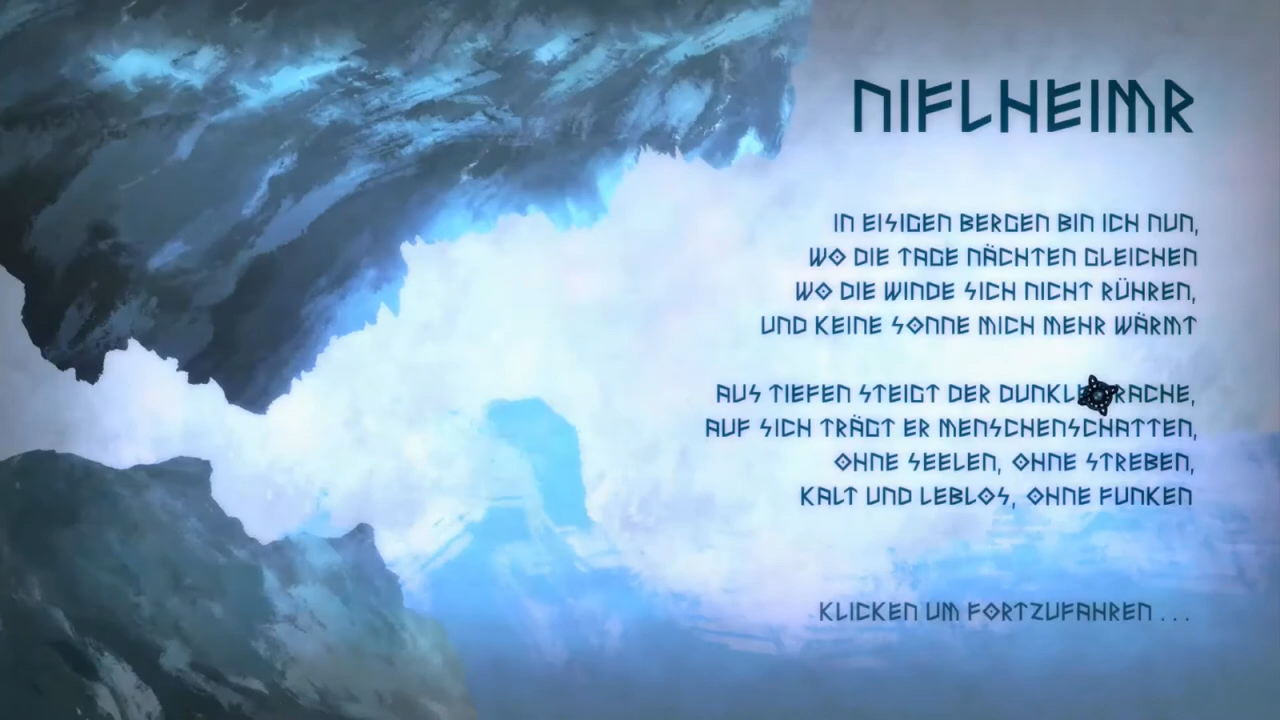 NIFLHEIMR
IN EISIGEN BERGEN BIN ICH NUN,
WO DIE TAGE NÄCHTEN GLEICHEN
WO DIE WINDE SICH NICHT RÜHREN,
UND KEINE SONNE MICH MEHR WÄRMT
AUS TIEFEN STEIGT DER DUNKLE DRACHE,
AUF SICH TRÄGT ER MENSCHENSCHATTEN,
OHNE SEELEN, OHNE STREBEN,
KALT UND LEBLOS, OHNE FUNKEN
KLICKEN UM FORTZUFAHREN . . .